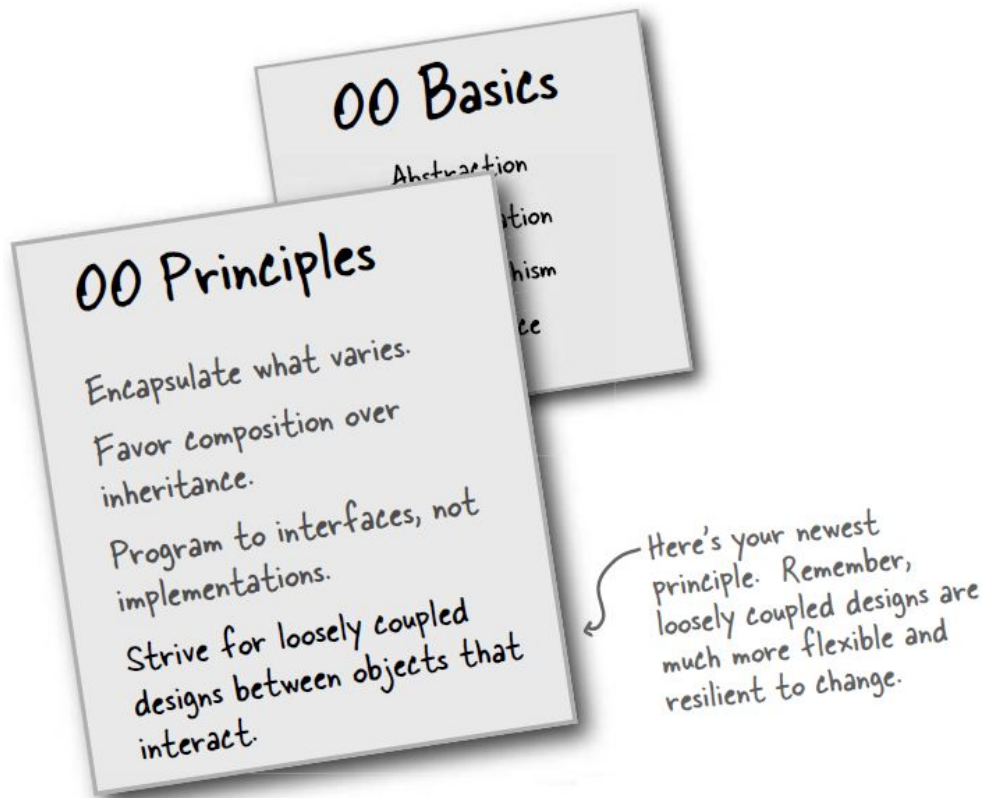 OO Basics
Abstraction
OO Principles
Encapsulate what varies.
Favor composition over
inheritance.
Program to interfaces, not
implementations.
Strive for loosely coupled
designs between objects that
interact.
Here's your newest
principle. Remember,
loosely coupled designs are
much more flexible and
resilient to change.